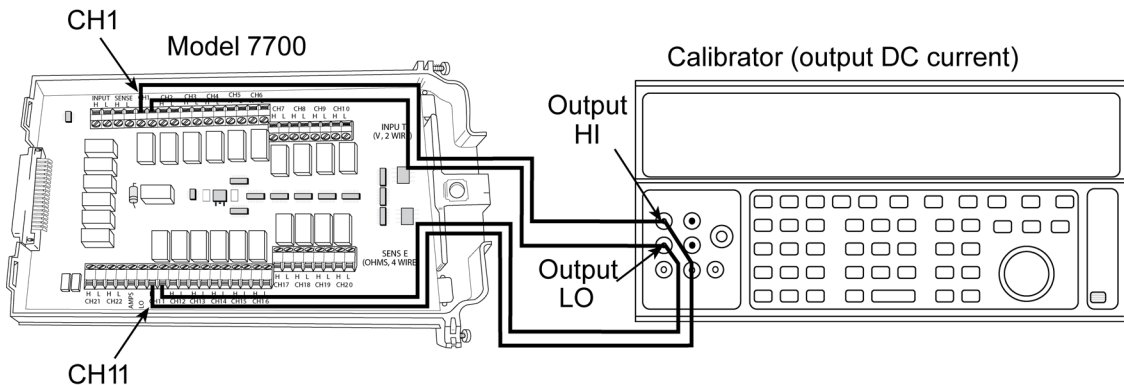 CH1
Model 7700
Calibrator (output DC current)
INPUT SENSE CH1 CH2 CH3 CH4 CH5 CH6
H L H L
CH7 CH8 CH9 CH10
H L H L H L H L
INPUT
(V, 2 WIRE)
Output
HI
SENSE
(OHMS, 4 WIRE
Output
LO
CH17 CH18 CH19 CH20
H L H L H L H L
H L H L
CH21 CH22 AMPS LO CH11 CH12 CH13 CH14 CH15 CH16
CH11